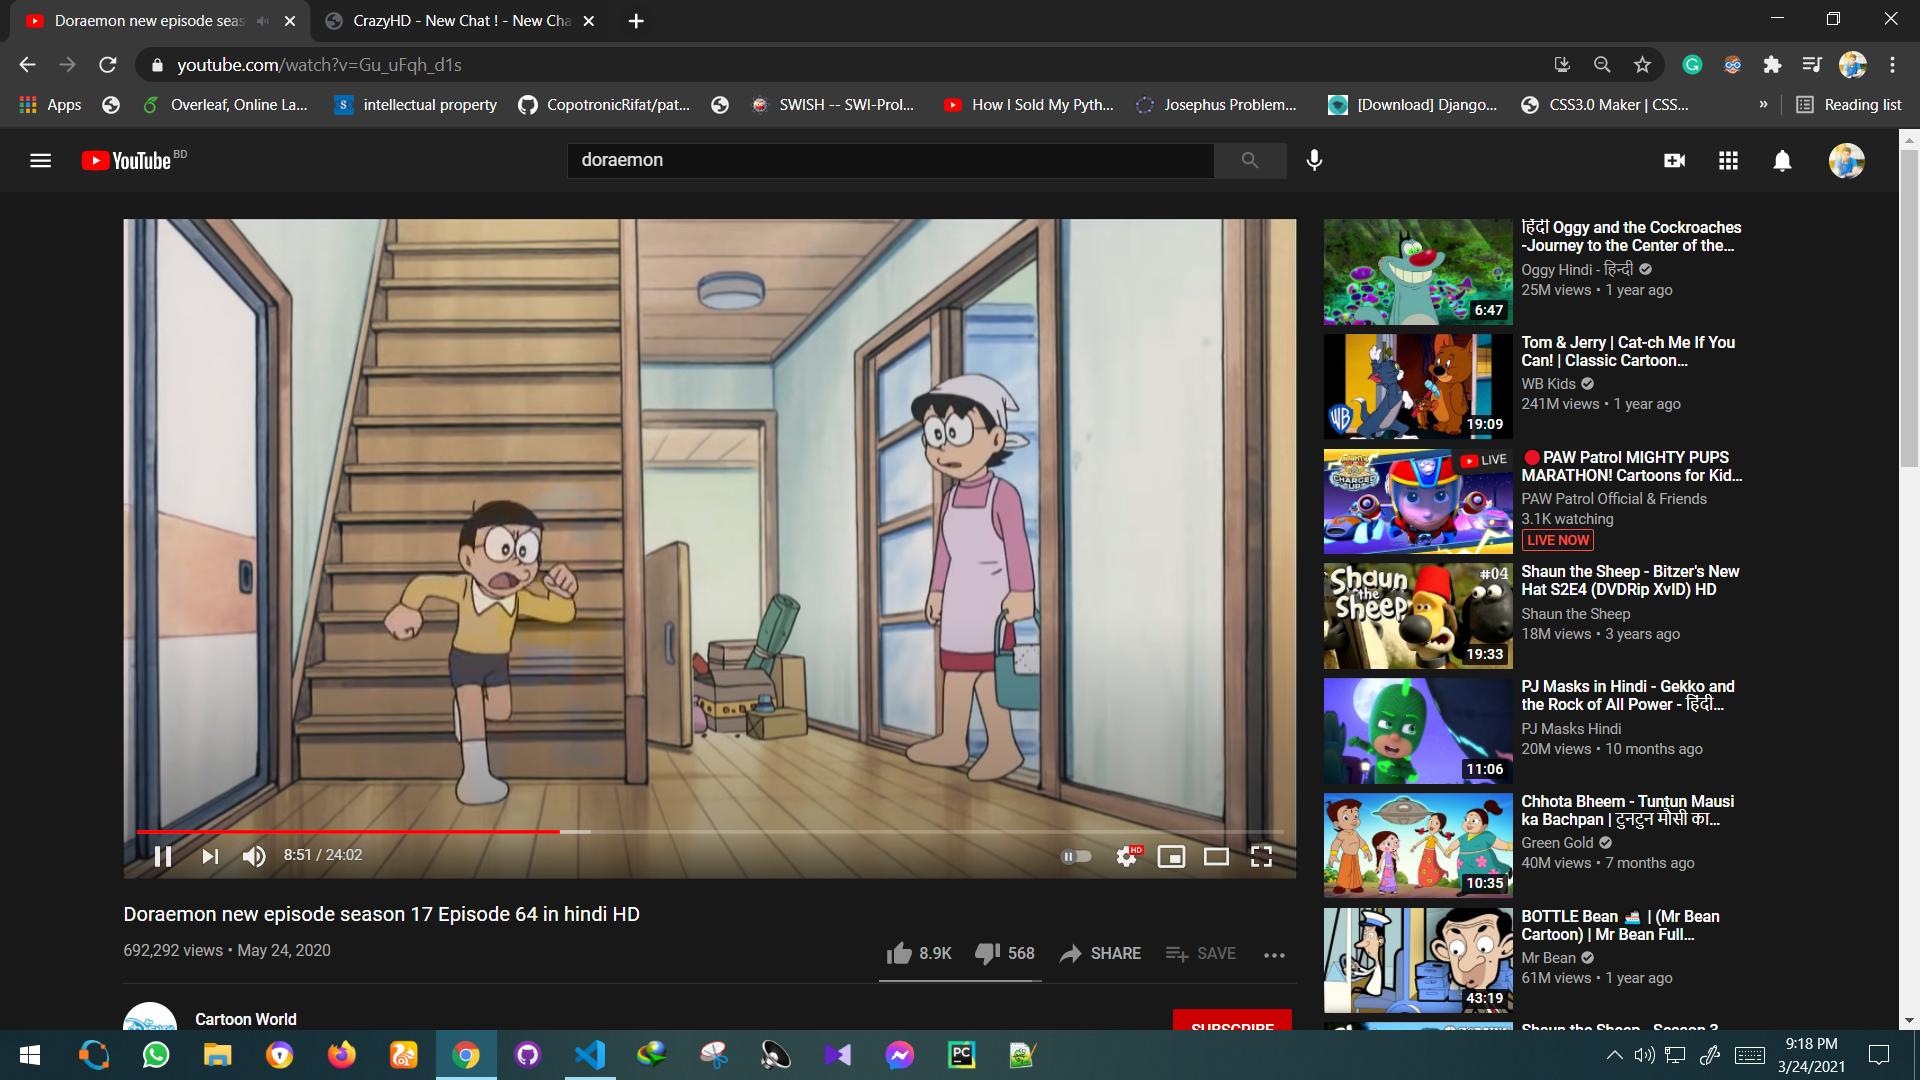 Doraemon new episode seas
CrazyHD - New Chat ! - New Cha
youtube.com/watch?v=Gu_uFqh_d1s
Apps
Overleaf, Online La...
intellectual property
CopotronicRifat/pat...
SWISH -- SWI-Prol...
How I Sold My Pyth...
Josephus Problem...
[Download] Django...
CSS3.0 Maker | CSS...
»
Reading list
YouTube BD
doraemon
हिंदी Oggy and the Cockroaches
-Journey to the Center of the...
Oggy Hindi - हिन्दी
25M views • 1 year ago
6:47
Tom & Jerry | Cat-ch Me If You
Can! | Classic Cartoon...
WB Kids
241M views • 1 year ago
WB
19:09
LIVE
CHARGED UP
PAW Patrol MIGHTY PUPS
MARATHON! Cartoons for Kid...
PAW Patrol Official & Friends
3.1K watching
LIVE NOW
Shaun the Sheep
#04
19:33
Shaun the Sheep - Bitzer's New
Hat S2E4 (DVDRip XvID) HD
Shaun the Sheep
18M views • 3 years ago
PJ Masks in Hindi - Gekko and
the Rock of All Power - हिंदी...
PJ Masks Hindi
20M views • 10 months ago
11:06
Chhota Bheem - Tuntun Mausi
ka Bachpan | टुनटुन मौसी का...
Green Gold
40M views • 7 months ago
10:35
BOTTLE Bean | (Mr Bean
Cartoon) | Mr Bean Full...
Mr Bean
61M views • 1 year ago
43:19
Shaun the Sheep - Season 3
8:51 / 24:02
HD
Doraemon new episode season 17 Episode 64 in hindi HD
692,292 views • May 24, 2020
8.9K
568
SHARE
SAVE
Cartoon World
SUBSCRIBE
PC
9:18 PM
3/24/2021